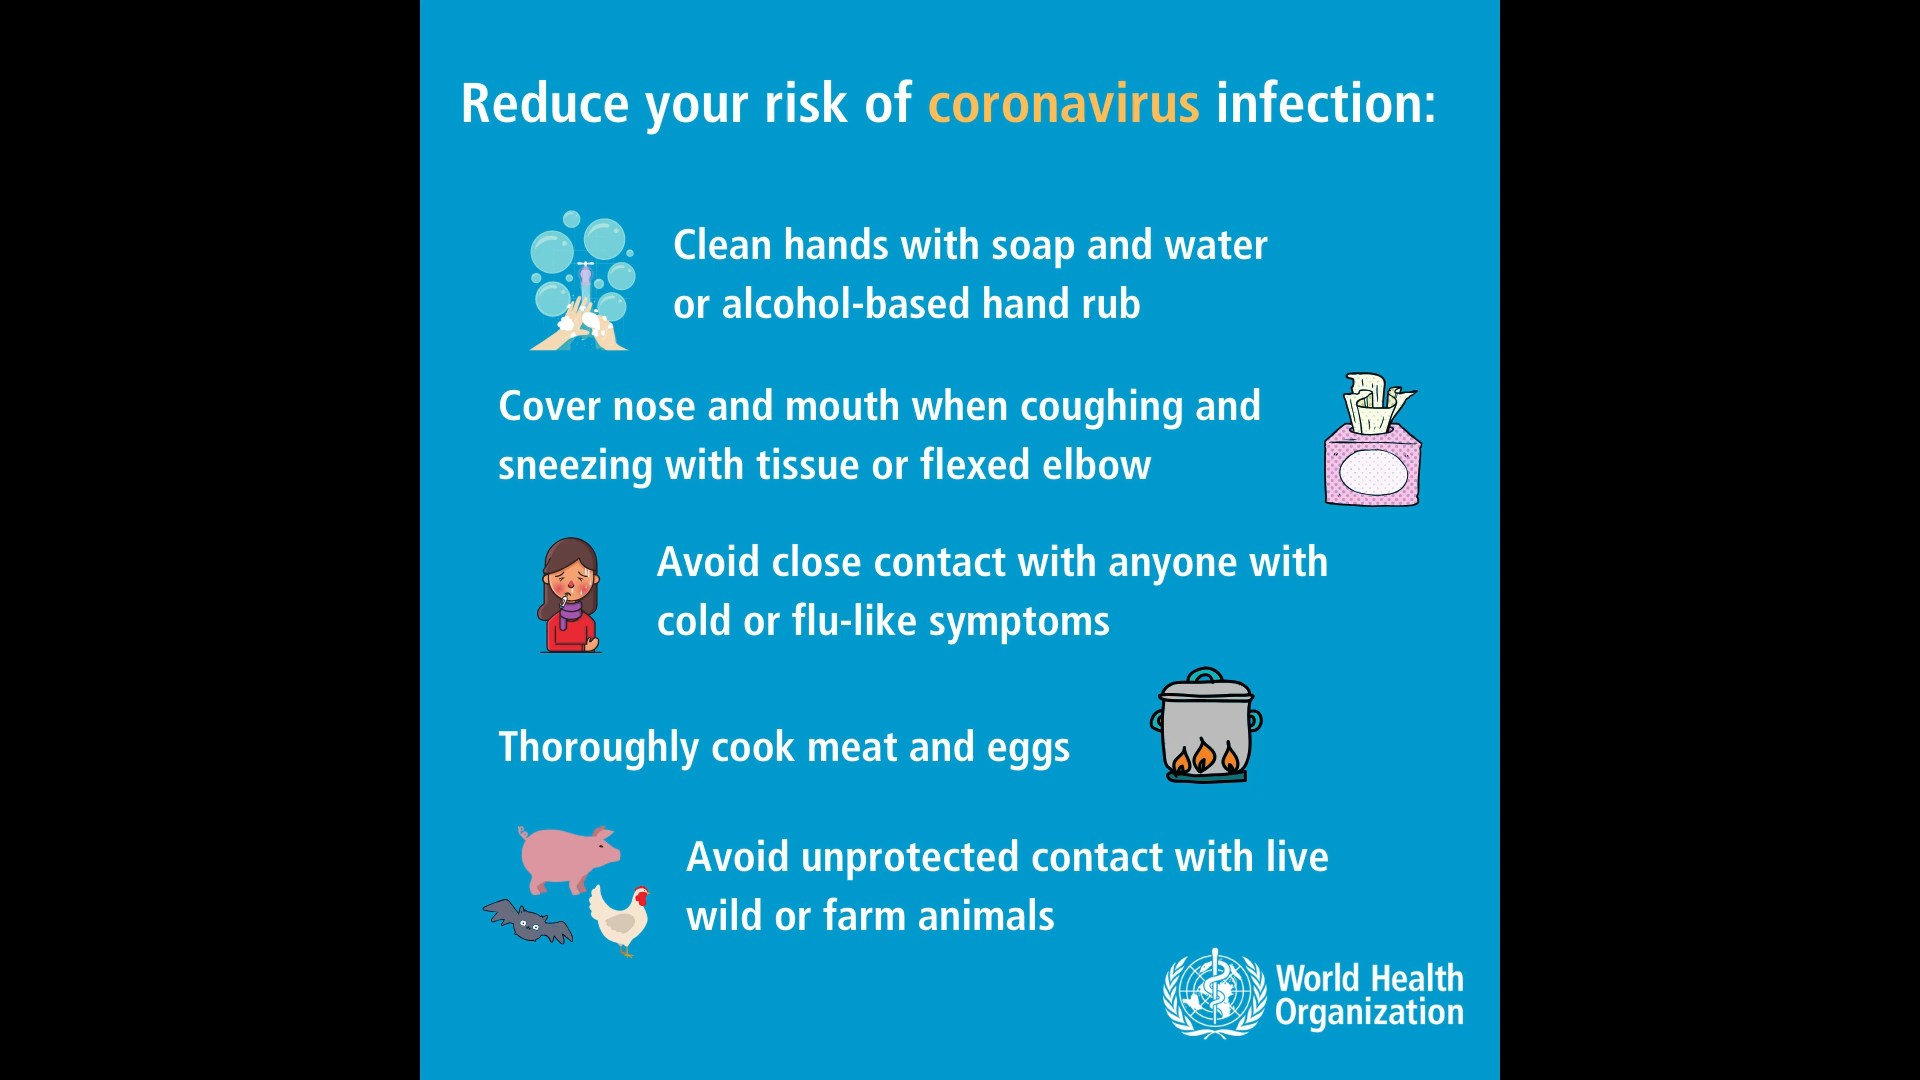 Reduce your risk of coronavirus infection:
Clean hands with soap and water
or alcohol-based hand rub
Cover nose and mouth when coughing and
sneezing with tissue or flexed elbow
Avoid close contact with anyone with
cold or flu-like symptoms
Thoroughly cook meat and eggs
Avoid unprotected contact with live
wild or farm animals
World Health
Organization